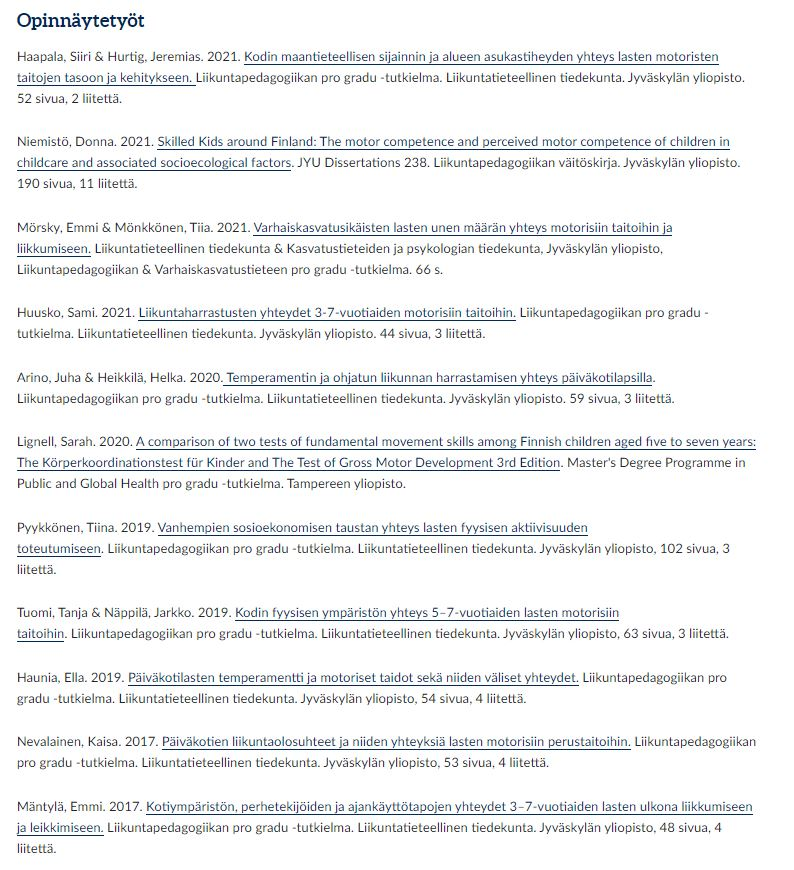 Opinnäytetyöt
Haapala, Siiri & Hurtig, Jeremias. 2021. Kodin maantieteellisen sijainnin ja alueen asukastiheyden yhteys lasten motoristen
taitojen tasoon ja kehitykseen. Liikuntapedagogiikan pro gradu -tutkielma. Liikuntatieteellinen tiedekunta. Jyväskylän yliopisto.
52 sivua, 2 liitettä.
Niemistö, Donna. 2021. Skilled Kids around Finland: The motor competence and perceived motor competence of children in
childcare and associated socioecological factors. JYU Dissertations 238. Liikuntapedagogiikan väitöskirja. Jyväskylän yliopisto.
190 sivua, 11 liitettä.
Mörsky, Emmi & Mönkkönen, Tiia. 2021. Varhaiskasvatusikäisten lasten unen määrän yhteys motorisiin taitoihin ja
liikkumiseen. Liikuntatieteellinen tiedekunta & Kasvatustieteiden ja psykologian tiedekunta, Jyväskylän yliopisto,
Liikuntapedagogiikan & Varhaiskasvatustieteen pro gradu -tutkielma. 66 s.
Huusko, Sami. 2021. Liikuntaharrastusten yhteydet 3-7-vuotiaiden motorisiin taitoihin. Liikuntapedagogiikan pro gradu -
tutkielma. Liikuntatieteellinen tiedekunta. Jyväskylän yliopisto. 44 sivua, 3 liitettä.
Arino, Juha & Heikkilä, Helka. 2020. Temperamentin ja ohjatun liikunnan harrastamisen yhteys päiväkotilapsilla.
Liikuntapedagogiikan pro gradu -tutkielma. Liikuntatieteellinen tiedekunta. Jyväskylän yliopisto. 59 sivua, 3 liitettä.
Lignell, Sarah. 2020. A comparison of two tests of fundamental movement skills among Finnish children aged five to seven years:
The Körperkoordinationstest für Kinder and The Test of Gross Motor Development 3rd Edition. Master's Degree Programme in
Public and Global Health pro gradu -tutkielma. Tampereen yliopisto.
Pyykkönen, Tiina. 2019. Vanhempien sosioekonomisen taustan yhteys lasten fyysisen aktiivisuuden
toteutumiseen. Liikuntapedagogiikan pro gradu -tutkielma. Liikuntatieteellinen tiedekunta. Jyväskylän yliopisto, 102 sivua, 3
liitettä.
Tuomi, Tanja & Näppilä, Jarkko. 2019. Kodin fyysisen ympäristön yhteys 5–7-vuotiaiden lasten motorisiin
taitoihin. Liikuntapedagogiikan pro gradu -tutkielma. Liikuntatieteellinen tiedekunta. Jyväskylän yliopisto, 63 sivua, 3 liitettä.
Haunia, Ella. 2019. Päiväkotilasten temperamentti ja motoriset taidot sekä niiden väliset yhteydet. Liikuntapedagogiikan pro
gradu -tutkielma. Liikuntatieteellinen tiedekunta. Jyväskylän yliopisto, 54 sivua, 4 liitettä.
Nevalainen, Kaisa. 2017. Päiväkotien liikuntaolosuhteet ja niiden yhteyksiä lasten motorisiin perustaitoihin. Liikuntapedagogiikan
pro gradu -tutkielma. Liikuntatieteellinen tiedekunta. Jyväskylän yliopisto, 53 sivua, 4 liitettä.
Mäntylä, Emmi. 2017. Kotiympäristön, perhetekijöiden ja ajankäyttötapojen yhteydet 3–7-vuotiaiden lasten ulkona liikkumiseen
ja leikkimiseen. Liikuntapedagogiikan pro gradu -tutkielma. Liikuntatieteellinen tiedekunta. Jyväskylän yliopisto, 48 sivua, 4
liitettä.